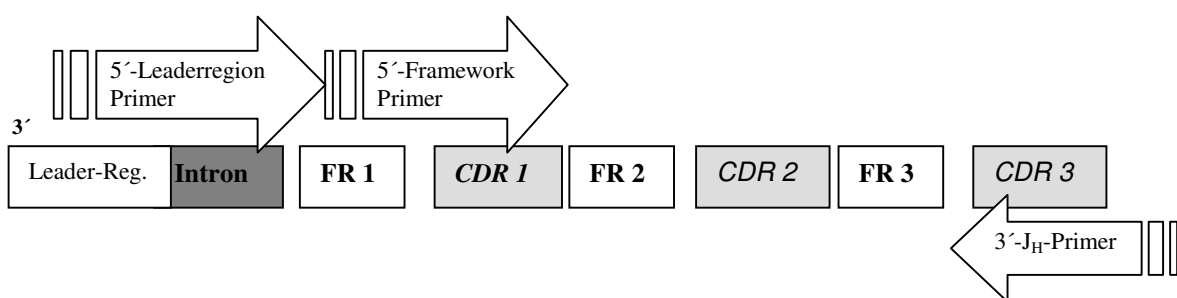 5´-Leaderregion
Primer
5´-Framework
Primer
3´
Leader-Reg. Intron FR 1 CDR 1 FR 2 CDR 2 FR 3 CDR 3
3´-JH-Primer